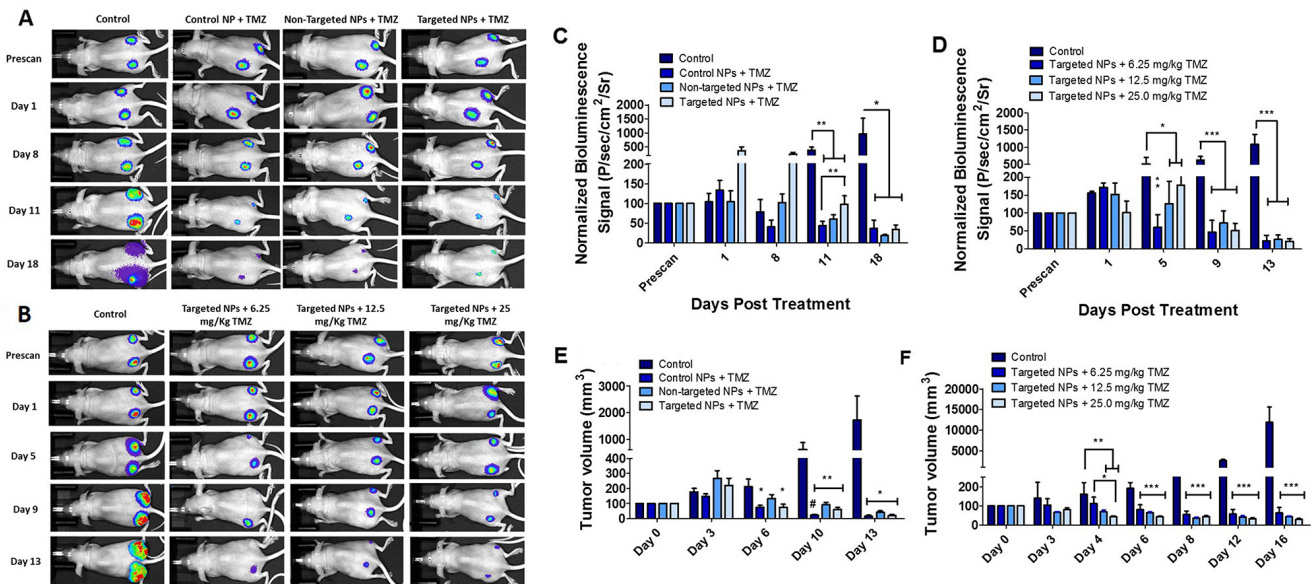 A
Control
Control NP + TMZ
Non-Targeted NPs + TMZ
Targeted NPs + TMZ
Prescan
Day 1
Day 8
Day 11
Day 18
B
Control
Targeted NPs + 6.25
mg/Kg TMZ
Targeted NPs + 12.5
mg/Kg TMZ
Targeted NPs + 25
mg/Kg TMZ
Prescan
Day 1
Day 5
Day 9
Day 13
C
Control
Control NPs + TMZ
Non-targeted NPs + TMZ
Targeted NPs + TMZ
Normalized Bioluminescence
Signal (P/sec/cm²/Sr)
2000
1500
1000
500
200
150
100
50
0
**
**
*
Prescan
1
8
11
18
Days Post Treatment
D
Control
Targeted NPs + 6.25 mg/kg TMZ
Targeted NPs + 12.5 mg/kg TMZ
Targeted NPs + 25.0 mg/kg TMZ
Normalized Bioluminescence
Signal (P/sec/cm²/Sr)
2000
1500
1000
500
200
150
100
50
0
*
**
***
***
Prescan
1
5
9
13
Days Post Treatment
E
Control
Control NPs + TMZ
Non-targeted NPs + TMZ
Targeted NPs + TMZ
Tumor volume (mm³)
3000
2000
1000
400
300
200
100
0
*
*
#
**
*
Day 0
Day 3
Day 6
Day 10
Day 13
F
Control
Targeted NPs + 6.25 mg/kg TMZ
Targeted NPs + 12.5 mg/kg TMZ
Targeted NPs + 25.0 mg/kg TMZ
Tumor volume (mm³)
20000
15000
10000
5000
200
100
0
**
*
***
***
***
***
Day 0
Day 3
Day 4
Day 6
Day 8
Day 12
Day 16